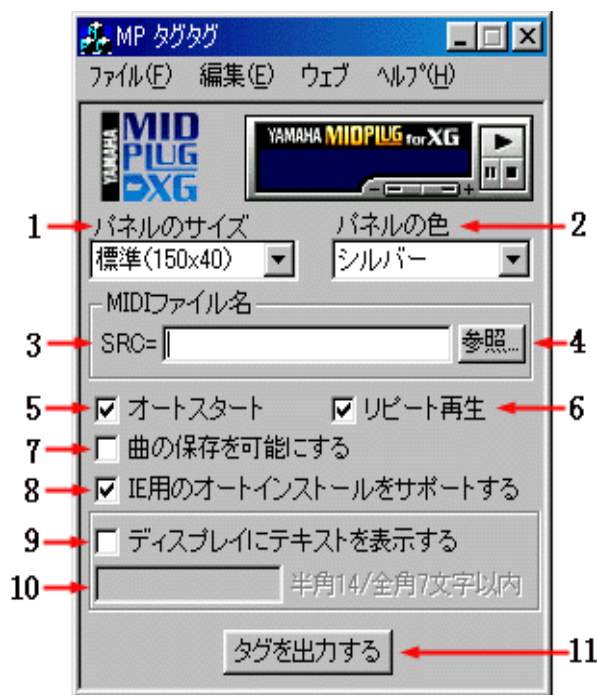 MP タグタグ
ファイル(F) 編集(E) ウェブ ヘルプ(H)
YAMAHA MID PLUG XG
YAMAHA MIDPLUG for XG
- +
1 パネルのサイズ パネルの色 2
標準(150x40) シルバー
MIDIファイル名
3 SRC= 参照... 4
5 オートスタート リピート再生 6
7 曲の保存を可能にする
8 IE用のオートインストールをサポートする
9 ディスプレイにテキストを表示する
10 半角14/全角7文字以内
タグを出力する 11